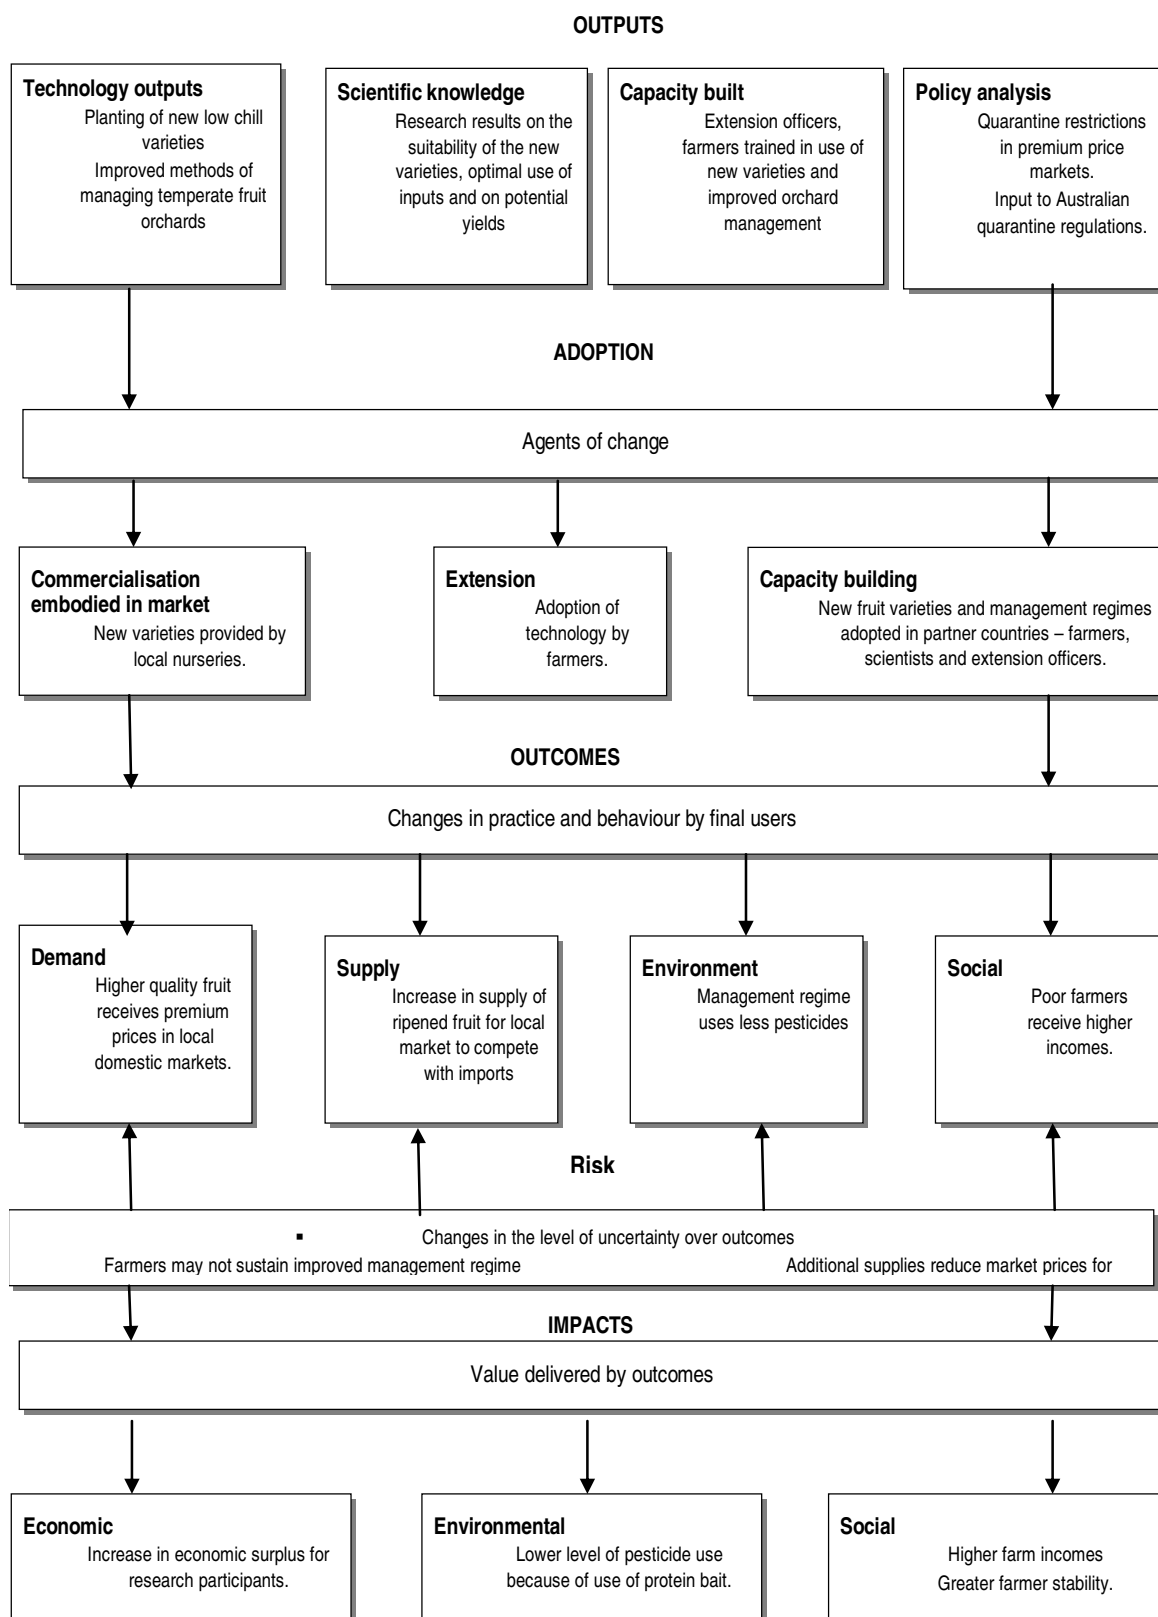 OUTPUTS
Technology outputs
Planting of new low chill
varieties
Improved methods of
managing temperate fruit
orchards
Scientific knowledge
Research results on the
suitability of the new
varieties, optimal use of
inputs and on potential
yields
Capacity built
Extension officers,
farmers trained in use of
new varieties and
improved orchard
management
Policy analysis
Quarantine restrictions
in premium price
markets.
Input to Australian
quarantine regulations.
ADOPTION
Agents of change
Commercialisation
embodied in market
New varieties provided by
local nurseries.
Extension
Adoption of
technology by
farmers.
Capacity building
New fruit varieties and management regimes
adopted in partner countries – farmers,
scientists and extension officers.
OUTCOMES
Changes in practice and behaviour by final users
Demand
Higher quality fruit
receives premium
prices in local
domestic markets.
Supply
Increase in supply of
ripened fruit for local
market to compete
with imports
Environment
Management regime
uses less pesticides
Social
Poor farmers
receive higher
incomes.
Risk
▪ Changes in the level of uncertainty over outcomes
Farmers may not sustain improved management regime
Additional supplies reduce market prices for
IMPACTS
Value delivered by outcomes
Economic
Increase in economic surplus for
research participants.
Environmental
Lower level of pesticide use
because of use of protein bait.
Social
Higher farm incomes
Greater farmer stability.